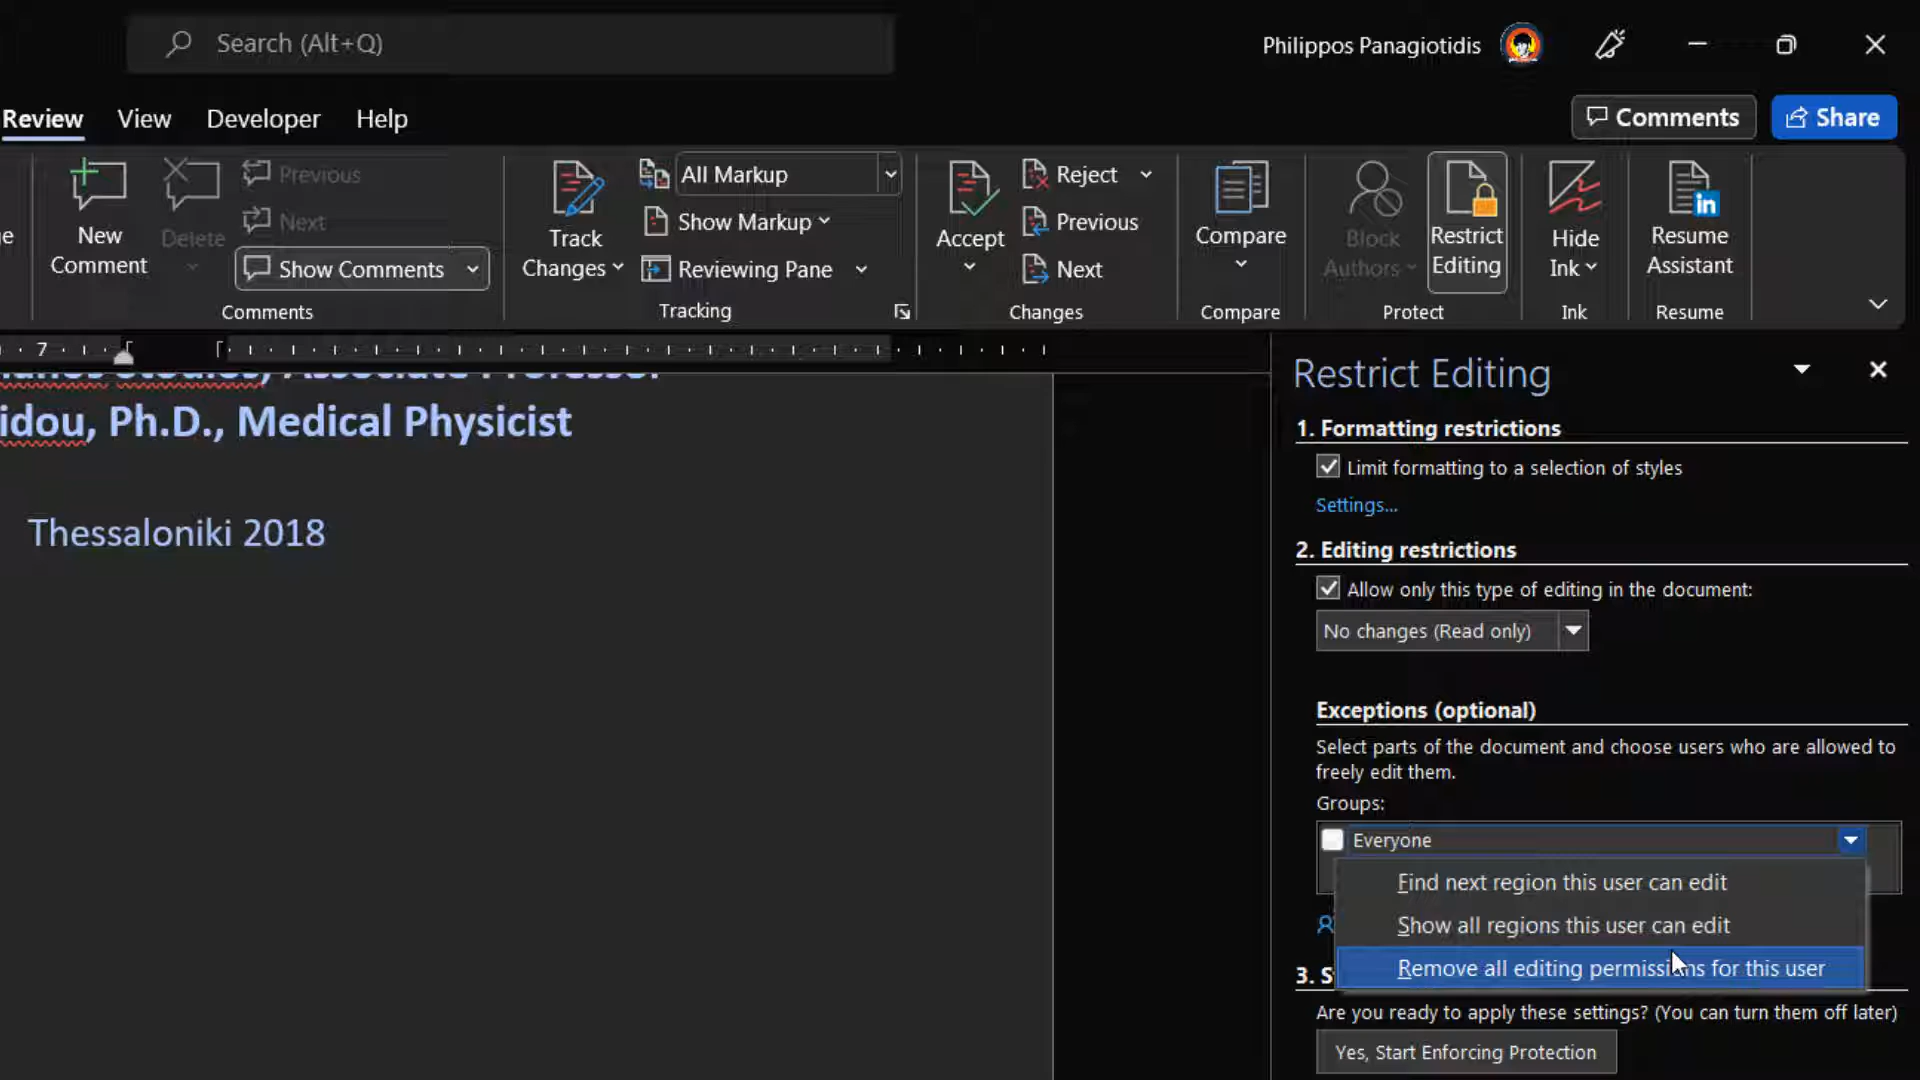 Search (Alt+Q)
Philippos Panagiotidis
Review View Developer Help
Comments Share
New Comment
Delete
Previous
Next
Show Comments
Comments
Track Changes
All Markup
Show Markup
Reviewing Pane
Tracking
Accept
Reject
Previous
Next
Changes
Compare
Compare
Block Authors
Restrict Editing
Protect
Hide Ink
Ink
in
Resume Assistant
Resume
7
Studies, Associate Professor
idou, Ph.D., Medical Physicist
Thessaloniki 2018
Restrict Editing
1. Formatting restrictions
Limit formatting to a selection of styles
Settings...
2. Editing restrictions
Allow only this type of editing in the document:
No changes (Read only)
Exceptions (optional)
Select parts of the document and choose users who are allowed to
freely edit them.
Groups:
Everyone
Find next region this user can edit
Show all regions this user can edit
Remove all editing permissions for this user
3. S
Are you ready to apply these settings? (You can turn them off later)
Yes, Start Enforcing Protection